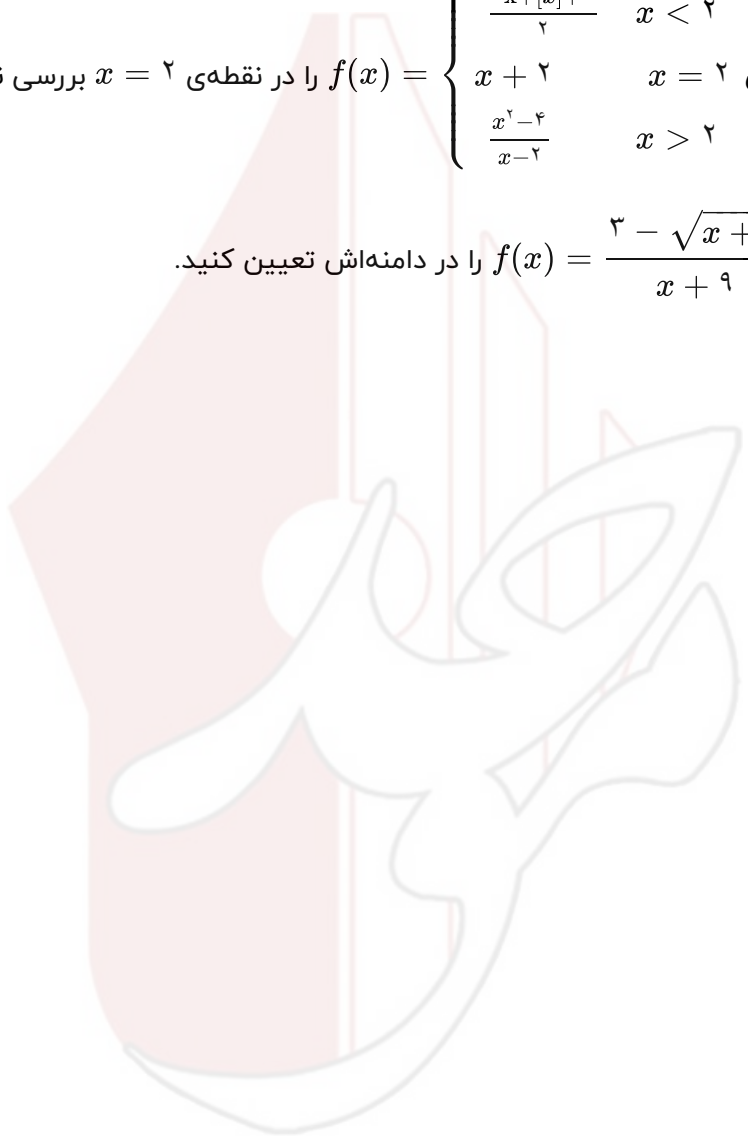 x < ۲
f(x) = { x + ۲ x = ۲ را در نقطه‌ی x = ۲ بررسی
(x^۲ − ۴)/(x − ۲) x > ۲
f(x) = (۳ − √(x +)/(x + ۹) را در دامنه‌اش تعیین کنید.